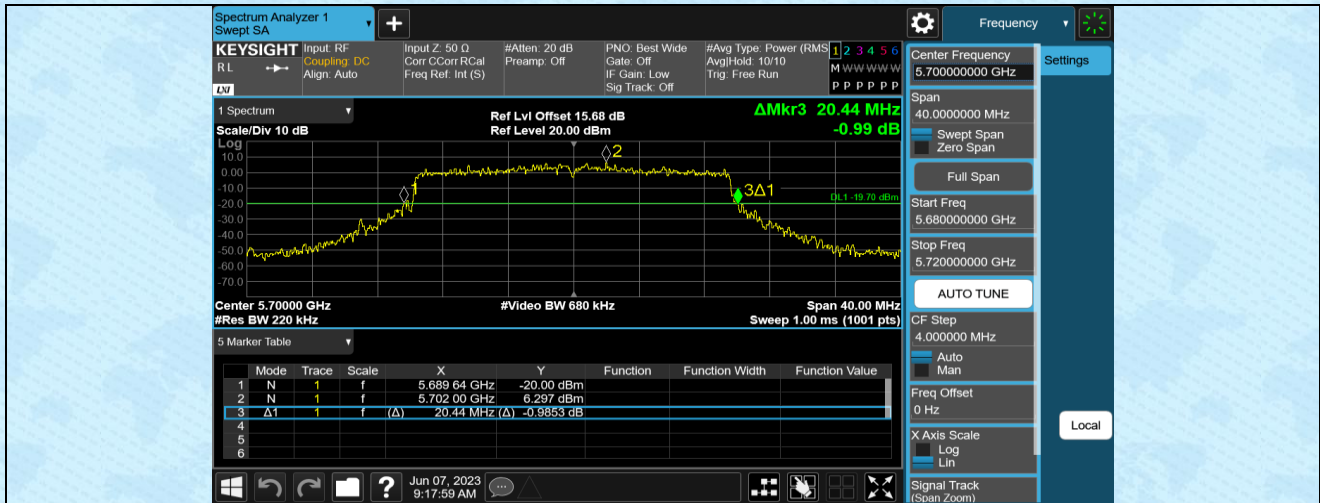 Spectrum Analyzer 1
Swept SA
+
Frequency
KEYSIGHT
RL
LXI
Input: RF
Coupling: DC
Align: Auto
Input Z: 50 Ω
Corr CCorr RCal
Freq Ref: Int (S)
#Atten: 20 dB
Preamp: Off
PNO: Best Wide
Gate: Off
IF Gain: Low
Sig Track: Off
#Avg Type: Power (RMS
Avg|Hold: 10/10
Trig: Free Run
1 2 3 4 5 6
M W W W W W
P P P P P P
1 Spectrum
Scale/Div 10 dB
Ref Lvl Offset 15.68 dB
Ref Level 20.00 dBm
ΔMkr3 20.44 MHz
-0.99 dB
Log
10.0
0.00
-10.0
-20.0
-30.0
-40.0
-50.0
-60.0
-70.0
1
2
3Δ1
DL1 -19.70 dBm
Center 5.70000 GHz
#Video BW 680 kHz
Span 40.00 MHz
#Res BW 220 kHz
Sweep 1.00 ms (1001 pts)
5 Marker Table
Mode Trace Scale X Y Function Function Width Function Value
1 N 1 f 5.689 64 GHz -20.00 dBm
2 N 1 f 5.702 00 GHz 6.297 dBm
3 Δ1 1 f (Δ) 20.44 MHz (Δ) -0.9853 dB
4
5
6
?
Jun 07, 2023
9:17:59 AM
Center Frequency
5.700000000 GHz
Settings
Span
40.0000000 MHz
Swept Span
Zero Span
Full Span
Start Freq
5.680000000 GHz
Stop Freq
5.720000000 GHz
AUTO TUNE
CF Step
4.000000 MHz
Auto
Man
Freq Offset
0 Hz
Local
X Axis Scale
Log
Lin
Signal Track
(Span Zoom)